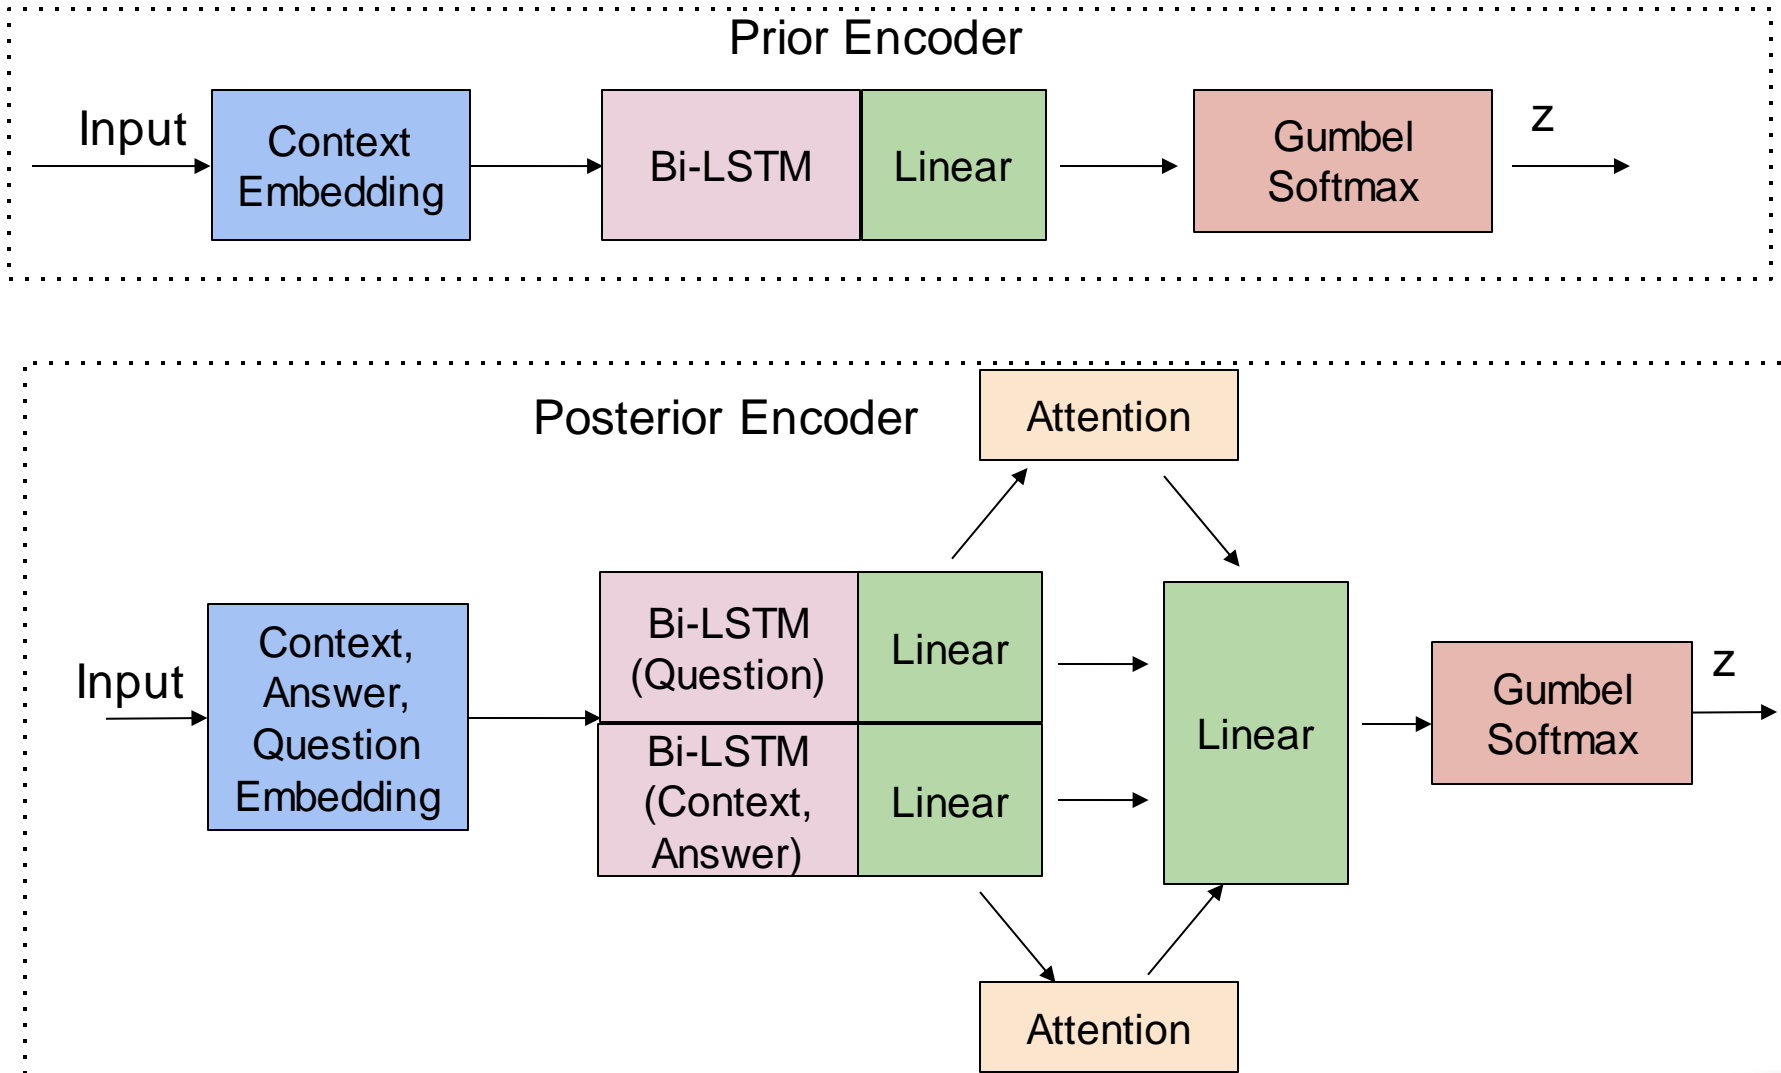 Prior Encoder
Input
Context
Embedding
Bi-LSTM
Linear
Gumbel
Softmax
z
Posterior Encoder
Attention
Input
Context,
Answer,
Question
Embedding
Bi-LSTM
(Question)
Linear
Bi-LSTM
(Context,
Answer)
Linear
Linear
Gumbel
Softmax
z
Attention